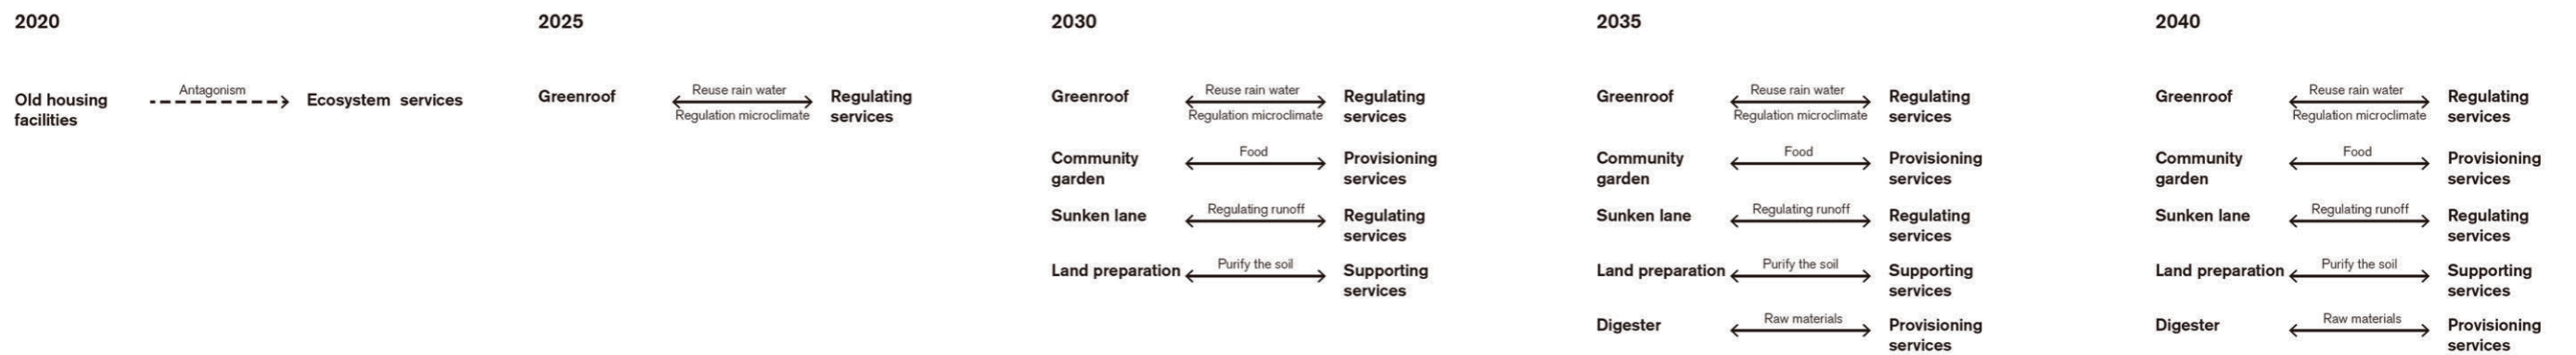 2020
Old housing
facilities
Antagonism
Ecosystem services
2025
Greenroof
Reuse rain water
Regulation microclimate
Regulating
services
2030
Greenroof
Reuse rain water
Regulation microclimate
Regulating
services
Community
garden
Food
Provisioning
services
Sunken lane
Regulating runoff
Regulating
services
Land preparation
Purify the soil
Supporting
services
2035
Greenroof
Reuse rain water
Regulation microclimate
Regulating
services
Community
garden
Food
Provisioning
services
Sunken lane
Regulating runoff
Regulating
services
Land preparation
Purify the soil
Supporting
services
Digester
Raw materials
Provisioning
services
2040
Greenroof
Reuse rain water
Regulation microclimate
Regulating
services
Community
garden
Food
Provisioning
services
Sunken lane
Regulating runoff
Regulating
services
Land preparation
Purify the soil
Supporting
services
Digester
Raw materials
Provisioning
services